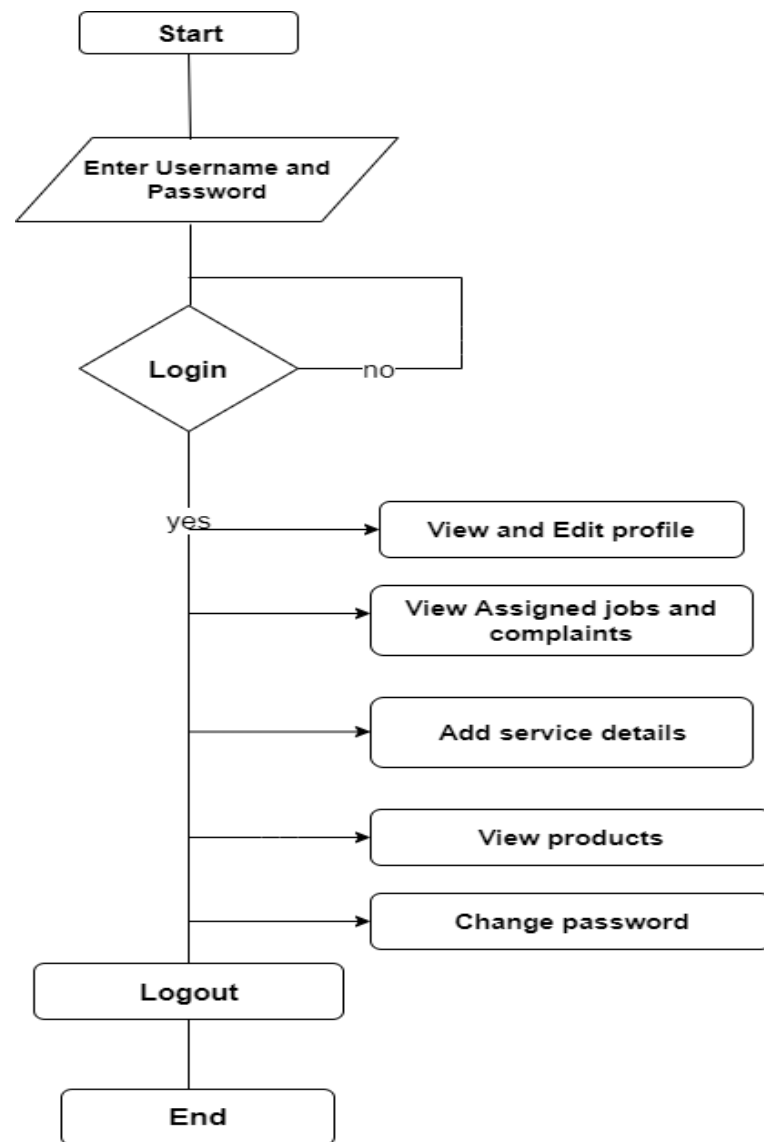 Start
Enter Username and
Password
Login
no
yes
View and Edit profile
View Assigned jobs and
complaints
Add service details
View products
Change password
Logout
End